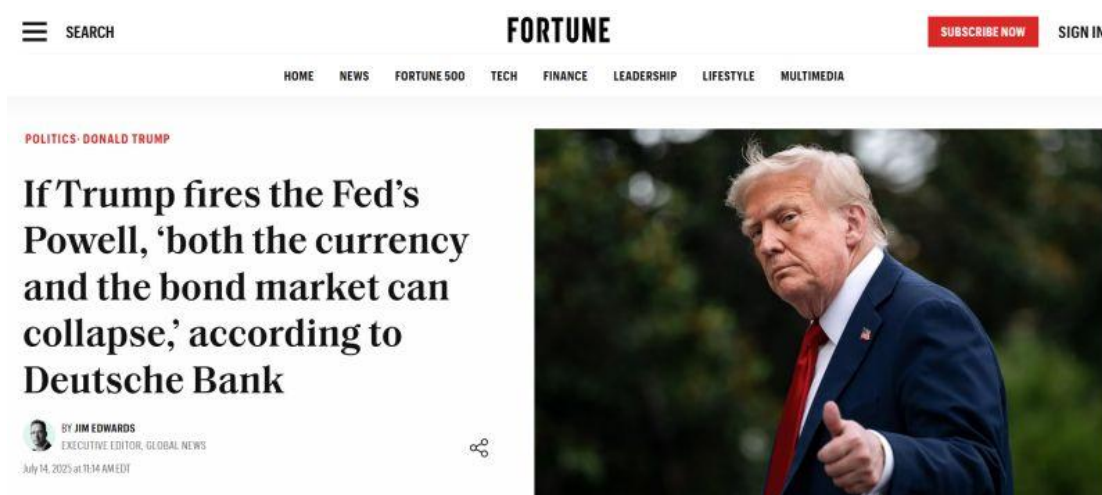 SEARCH
FORTUNE
SUBSCRIBE NOW
SIGN IN
HOME NEWS FORTUNE 500 TECH FINANCE LEADERSHIP LIFESTYLE MULTIMEDIA
POLITICS· DONALD TRUMP
If Trump fires the Fed’s
Powell, ‘both the currency
and the bond market can
collapse,’ according to
Deutsche Bank
BY JIM EDWARDS
EXECUTIVE EDITOR, GLOBAL NEWS
July 14, 2025 at 11:14 AM EDT